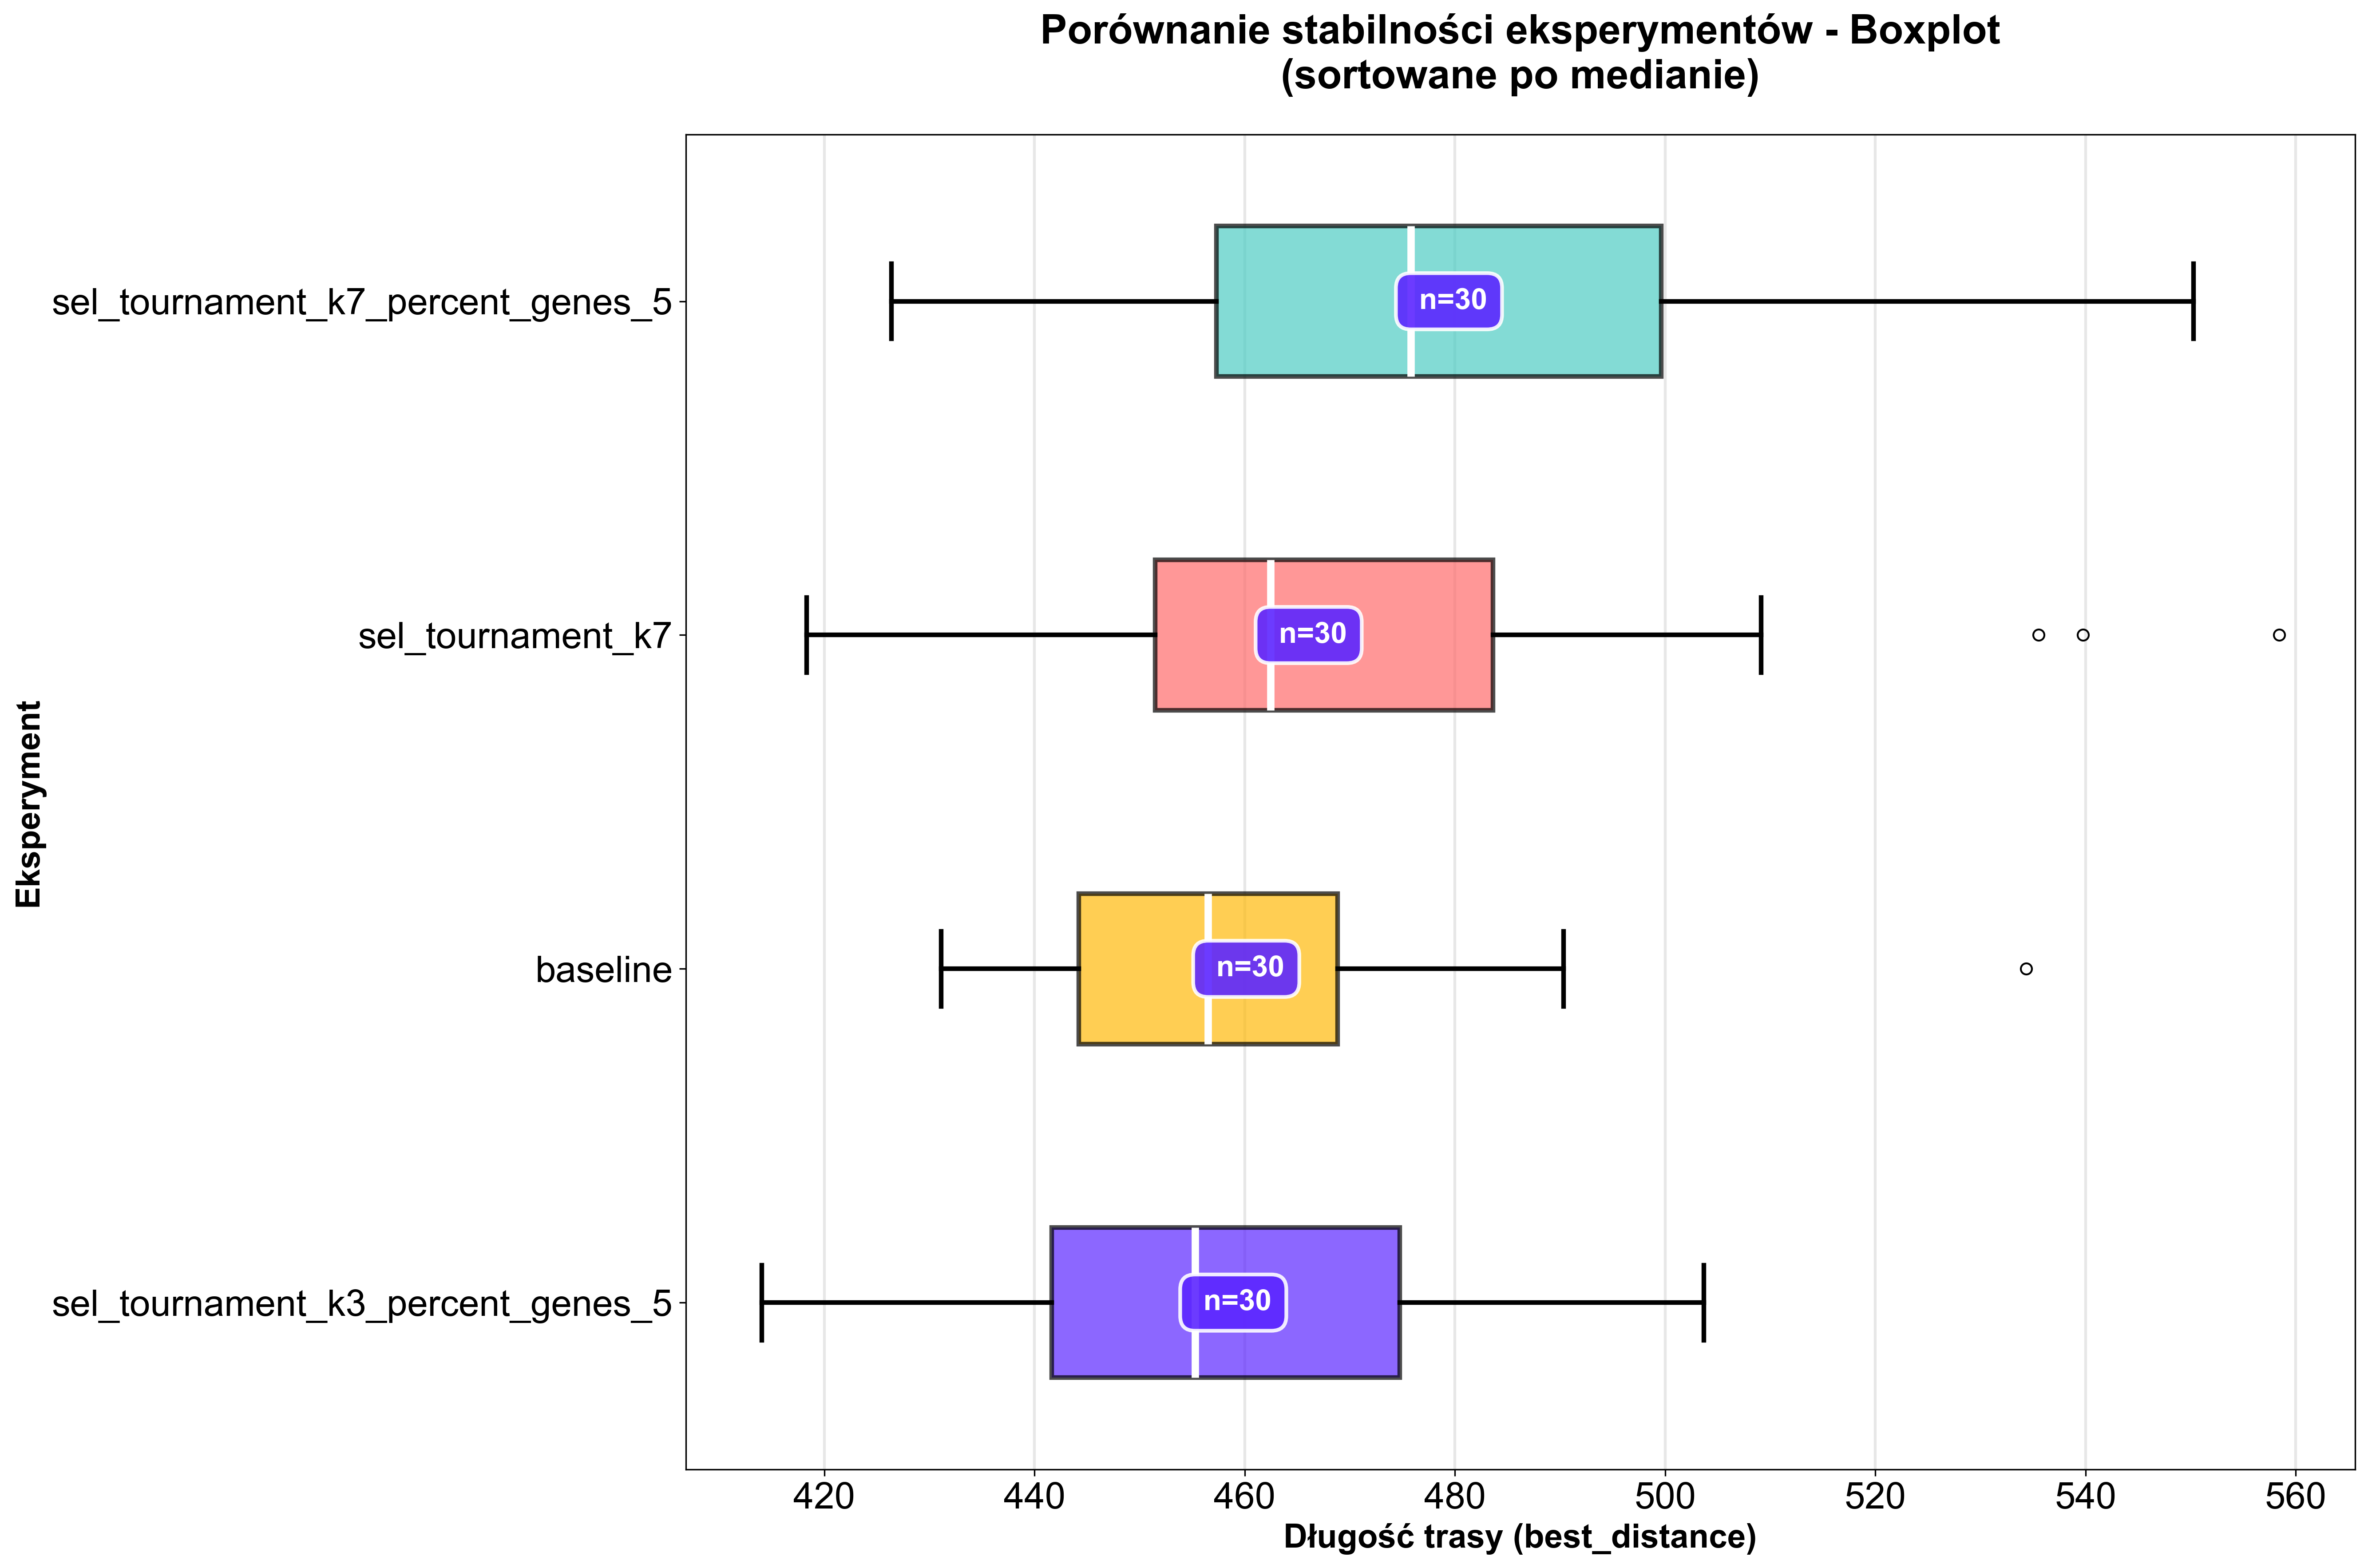 Porównanie stabilności eksperymentów - Boxplot
(sortowane po medianie)
Eksperyment
sel_tournament_k7_percent_genes_5
n=30
sel_tournament_k7
n=30
baseline
n=30
sel_tournament_k3_percent_genes_5
n=30
420 440 460 480 500 520 540 560
Długość trasy (best_distance)